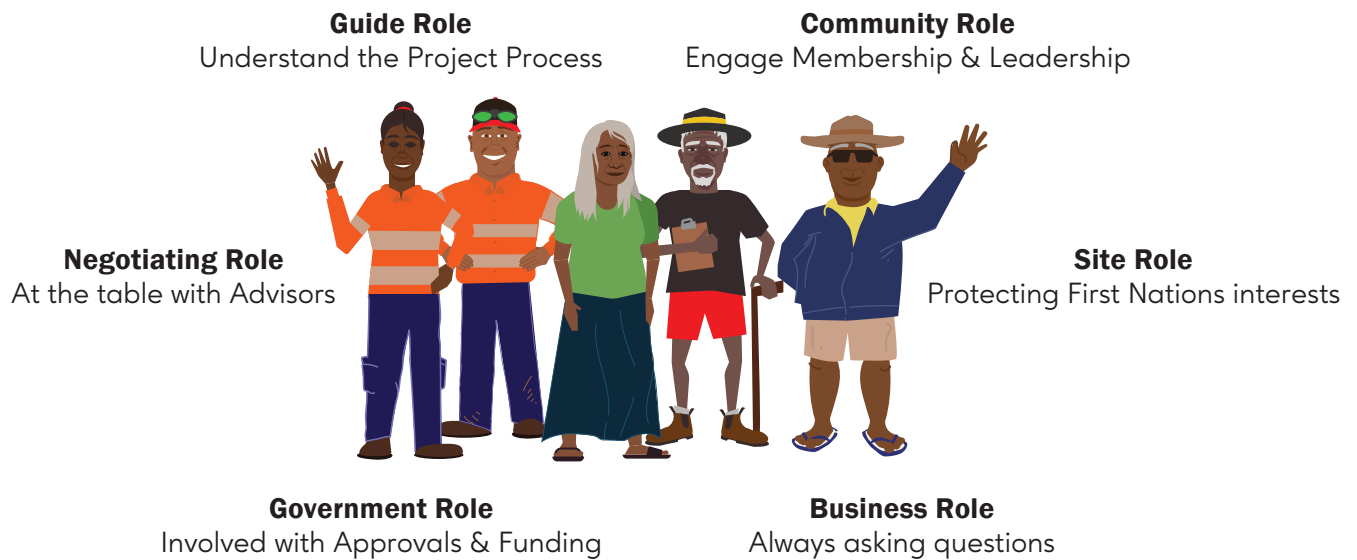 Guide Role
Understand the Project Process
Community Role
Engage Membership & Leadership
Negotiating Role
At the table with Advisors
Site Role
Protecting First Nations interests
Government Role
Involved with Approvals & Funding
Business Role
Always asking questions